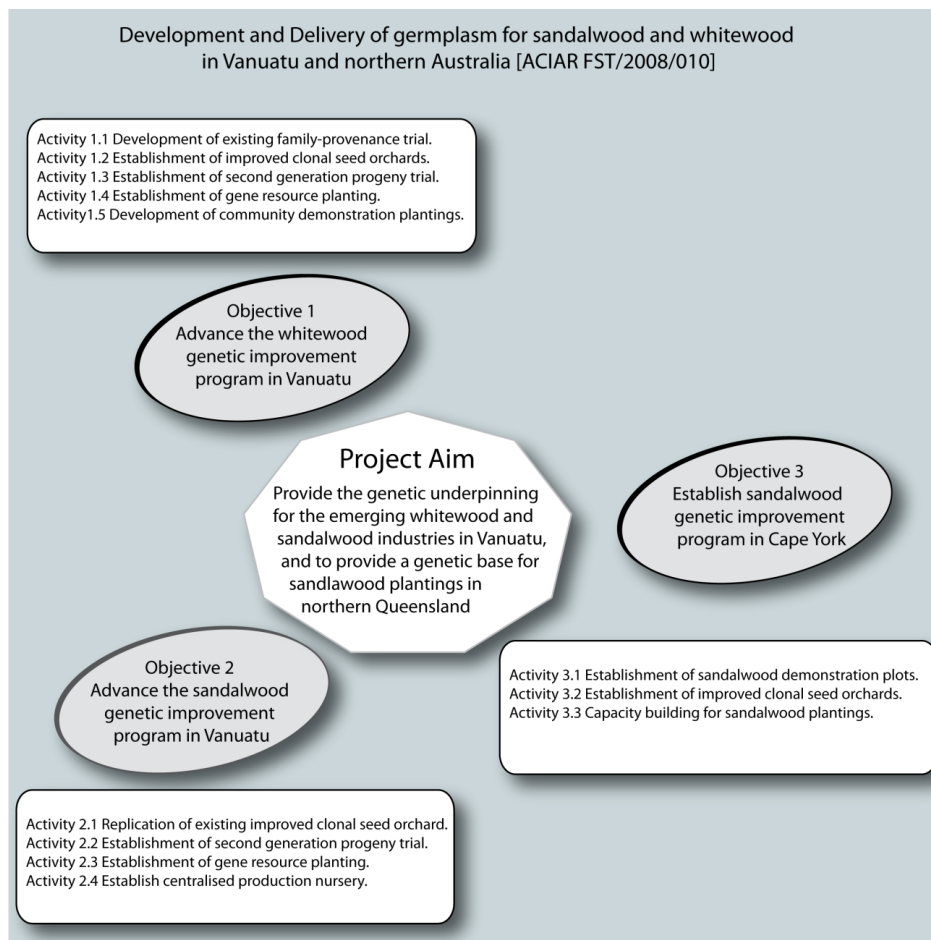 Development and Delivery of germplasm for sandalwood and whitewood
in Vanuatu and northern Australia [ACIAR FST/2008/010]
Activity 1.1 Development of existing family-provenance trial.
Activity 1.2 Establishment of improved clonal seed orchards.
Activity 1.3 Establishment of second generation progeny trial.
Activity 1.4 Establishment of gene resource planting.
Activity1.5 Development of community demonstration plantings.
Objective 1
Advance the whitewood
genetic improvement
program in Vanuatu
Project Aim
Provide the genetic underpinning
for the emerging whitewood and
sandalwood industries in Vanuatu,
and to provide a genetic base for
sandlawood plantings in
northern Queensland
Objective 3
Establish sandalwood
genetic improvement
program in Cape York
Objective 2
Advance the sandalwood
genetic improvement
program in Vanuatu
Activity 3.1 Establishment of sandalwood demonstration plots.
Activity 3.2 Establishment of improved clonal seed orchards.
Activity 3.3 Capacity building for sandalwood plantings.
Activity 2.1 Replication of existing improved clonal seed orchard.
Activity 2.2 Establishment of second generation progeny trial.
Activity 2.3 Establishment of gene resource planting.
Activity 2.4 Establish centralised production nursery.